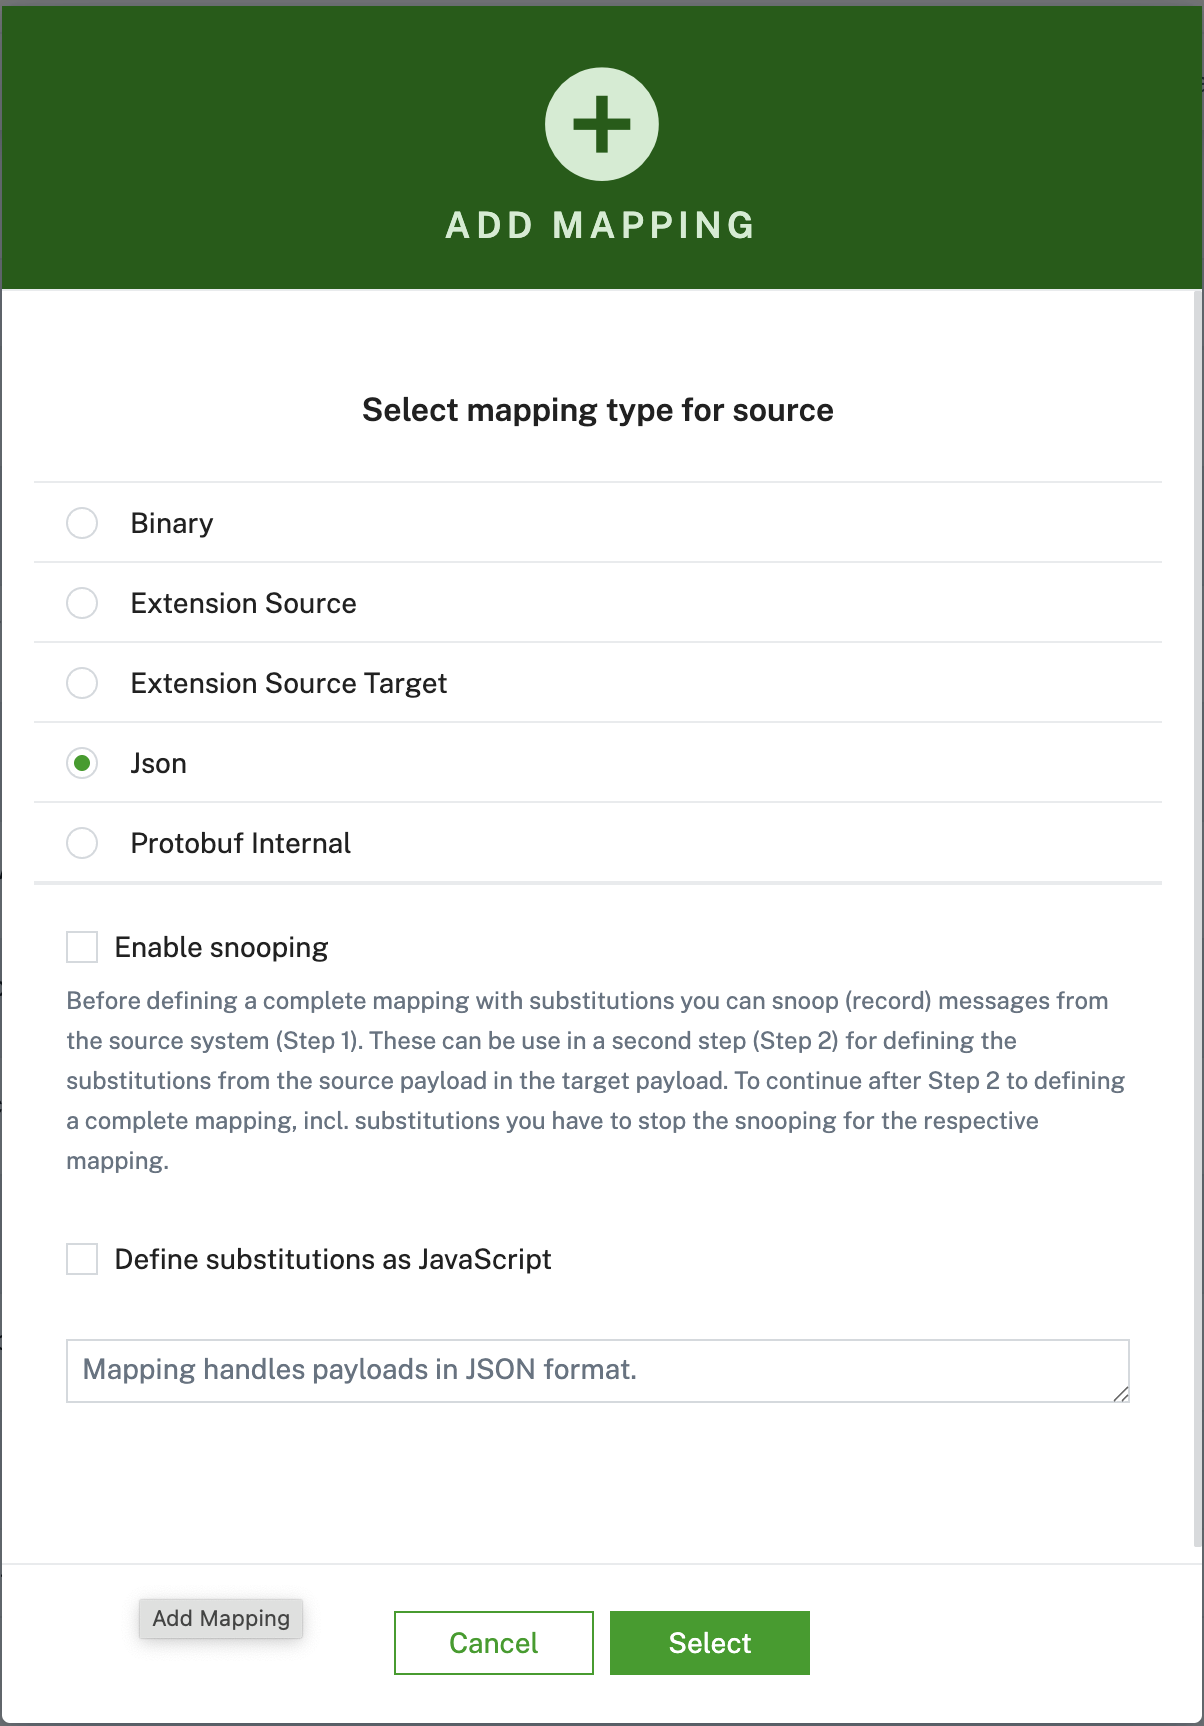 ADD MAPPING
Select mapping type for source
Binary
Extension Source
Extension Source Target
Json
Protobuf Internal
Enable snooping
Before defining a complete mapping with substitutions you can snoop (record) messages from
the source system (Step 1). These can be use in a second step (Step 2) for defining the
substitutions from the source payload in the target payload. To continue after Step 2 to defining
a complete mapping, incl. substitutions you have to stop the snooping for the respective
mapping.
Define substitutions as JavaScript
Mapping handles payloads in JSON format.
Add Mapping
Cancel
Select